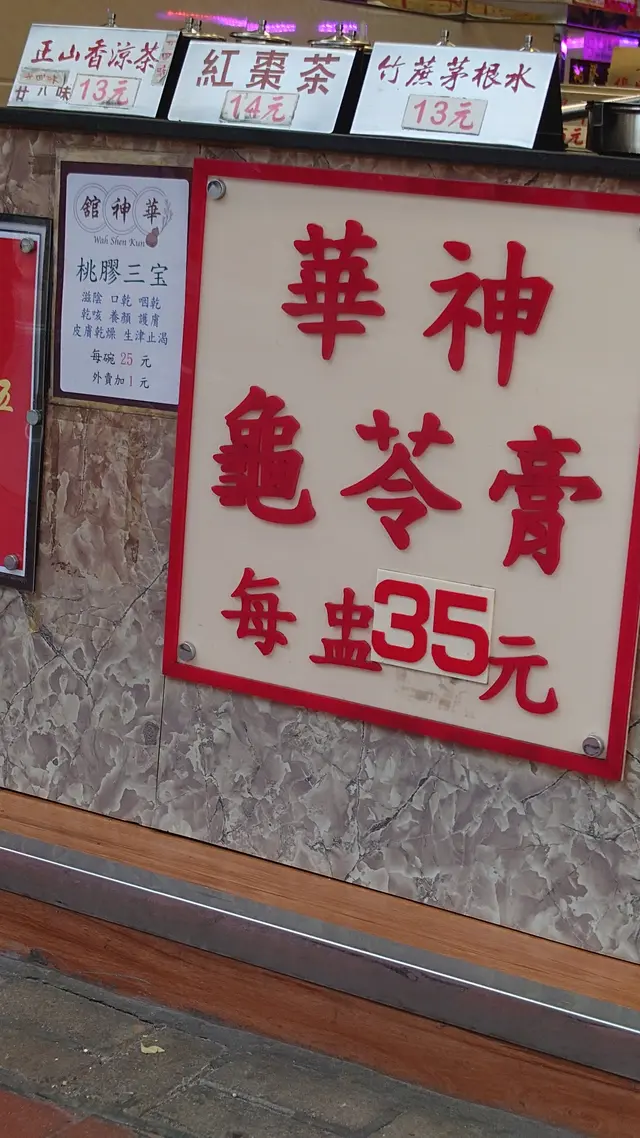 正山香涼茶
廿四味
廿八味 13元
紅棗茶
14元
竹蔗茅根水
13元
華神館
Wah Shen Kun
桃膠三宝
滋陰 口乾 咽乾
乾咳 養顏 護膚
皮膚乾燥 生津止渴
每碗 25 元
外賣加 1 元
華神
龜苓膏
每盅35元